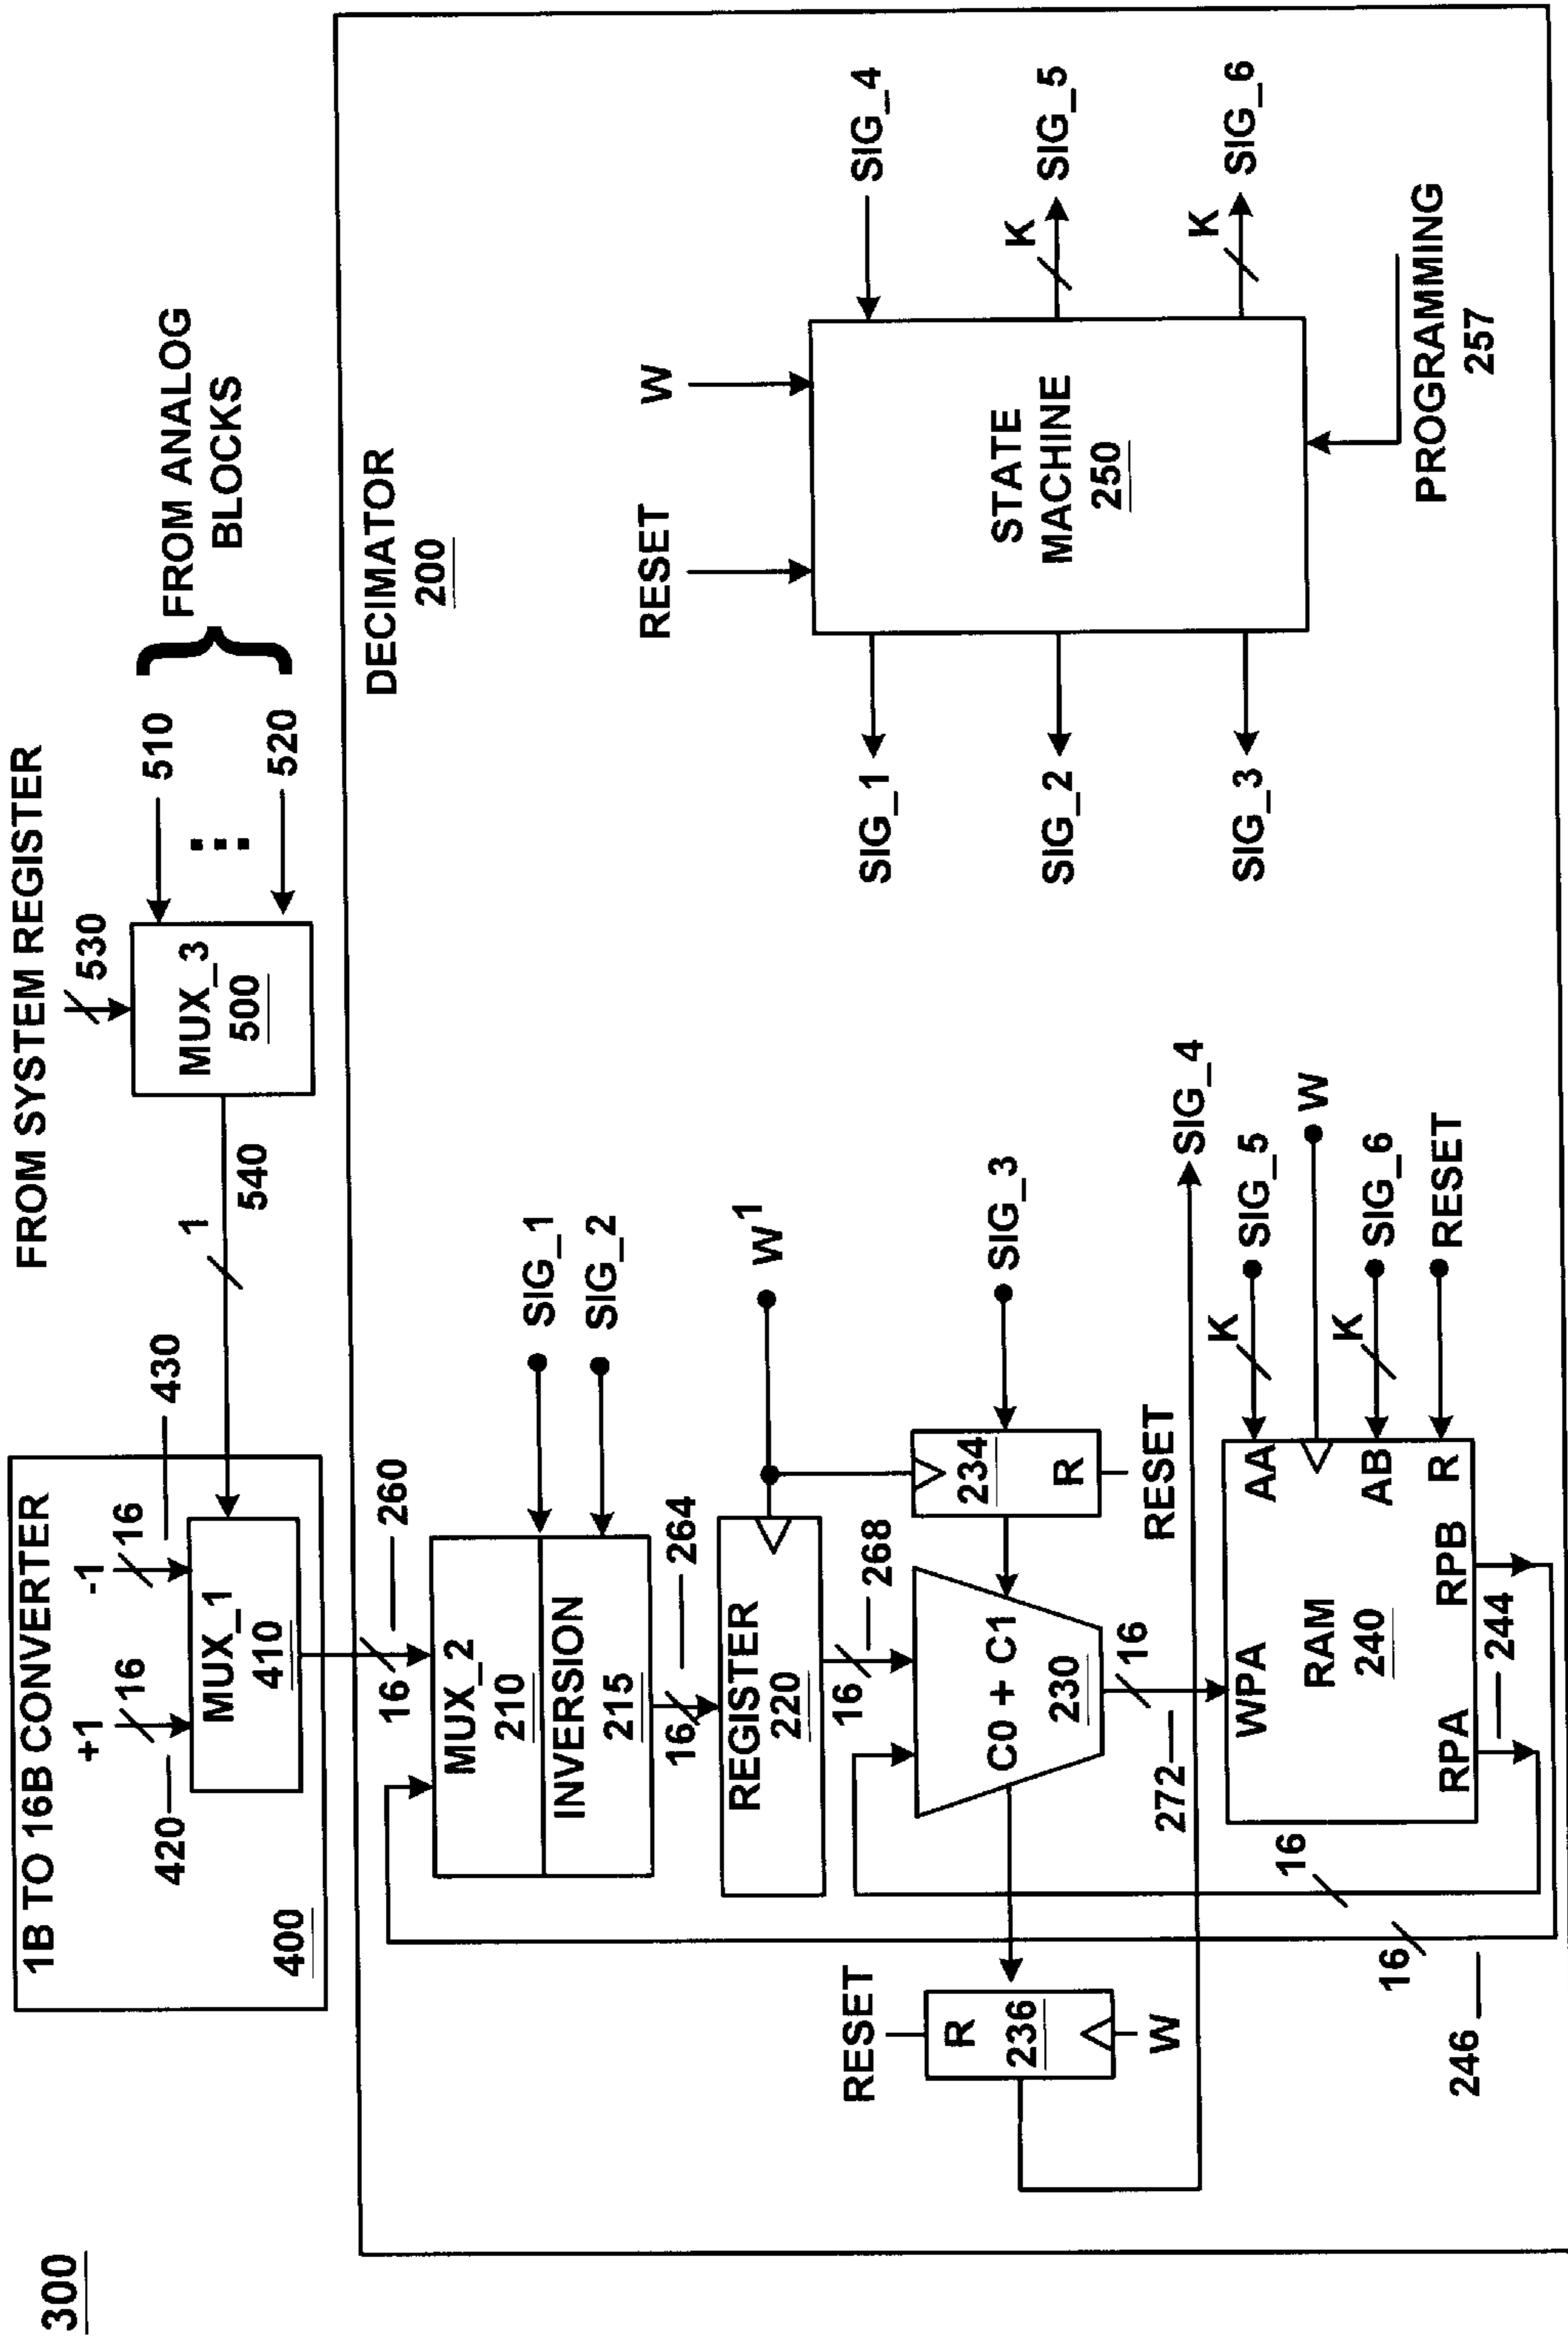 300
FROM SYSTEM REGISTER
1B TO 16B CONVERTER
400
+1
-1
16
16
420
430
MUX_1
410
1
540
530
MUX_3
500
510
520
FROM ANALOG
BLOCKS
DECIMATOR
200
16
260
MUX_2
210
INVERSION
215
SIG_1
SIG_2
16
264
REGISTER
220
W1
16
268
C0 + C1
230
234
R
RESET
SIG_3
RESET
R
236
W
16
272
SIG_4
WPA
RAM
240
AA
AB
R
RPA
RPB
K
SIG_5
W
K
SIG_6
RESET
16
16
244
246
RESET
W
STATE
MACHINE
250
SIG_1
SIG_2
SIG_3
SIG_4
K
SIG_5
K
SIG_6
PROGRAMMING
257